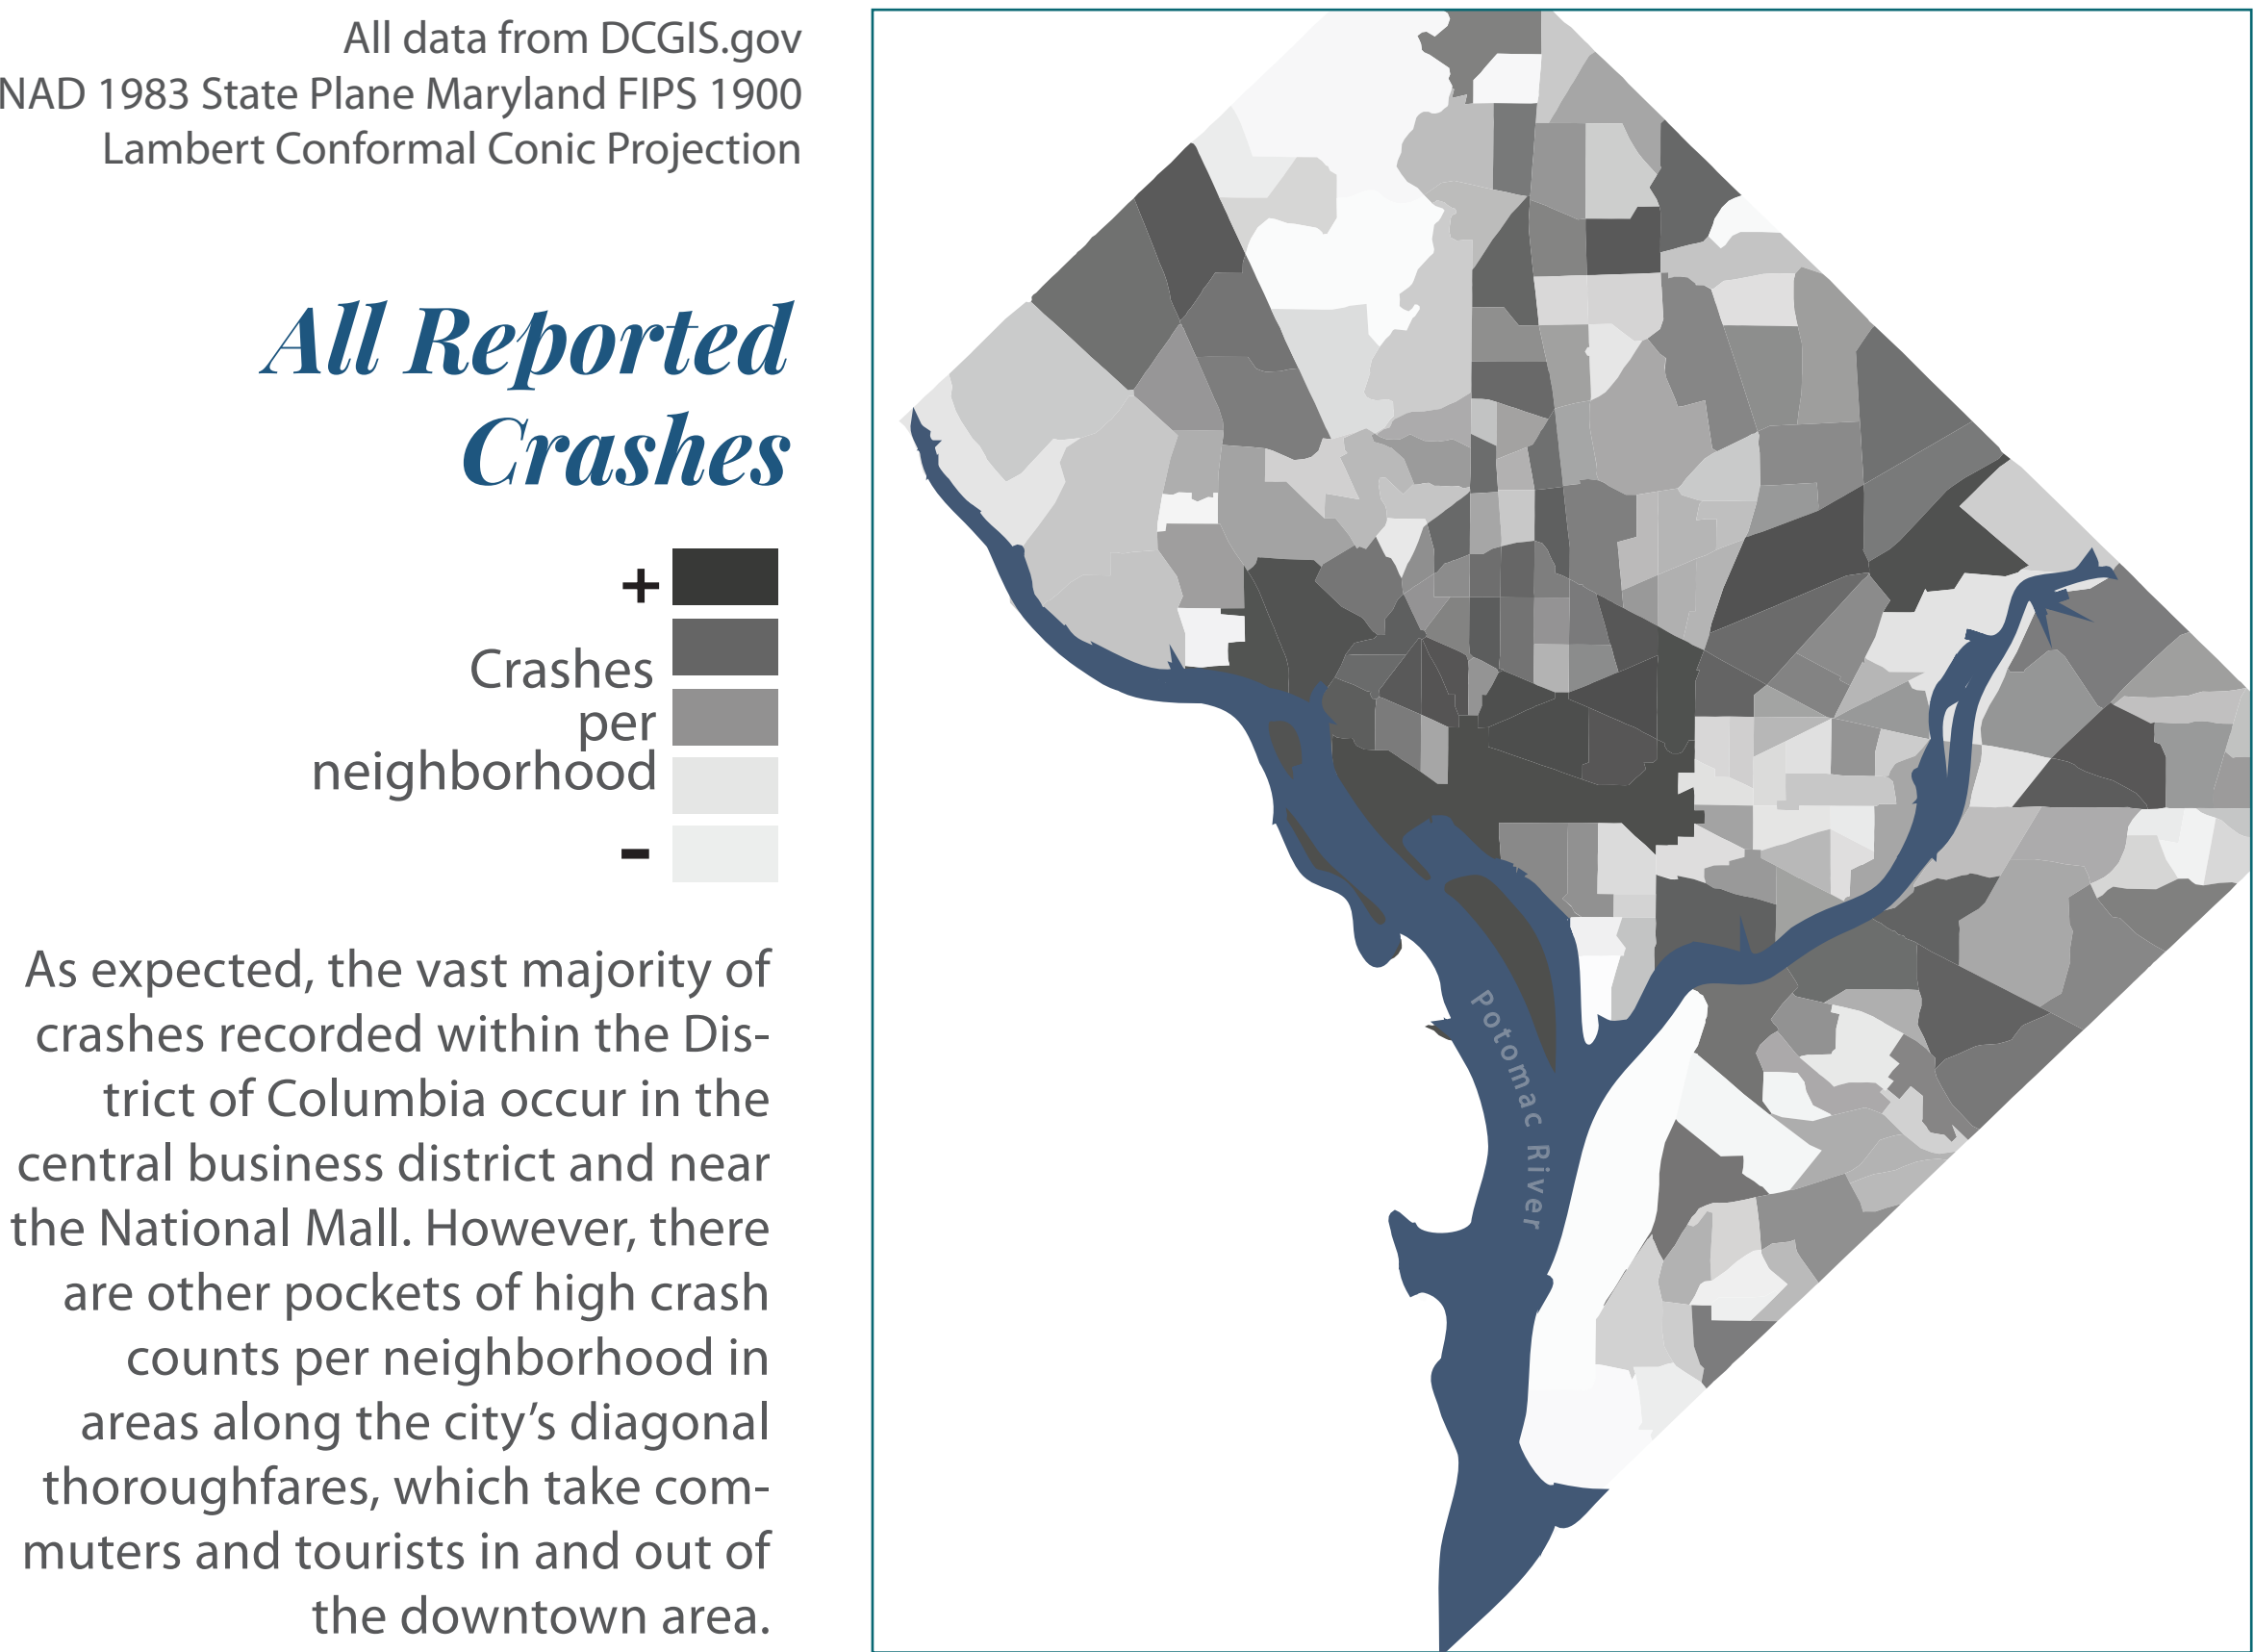 All data from DCGIS.gov
NAD 1983 State Plane Maryland FIPS 1900
Lambert Conformal Conic Projection
All Reported
Crashes
+
Crashes
per
neighborhood
-
As expected, the vast majority of
crashes recorded within the Dis-
trict of Columbia occur in the
central business district and near
the National Mall. However, there
are other pockets of high crash
counts per neighborhood in
areas along the city’s diagonal
thoroughfares, which take com-
muters and tourists in and out of
the downtown area.
Potomac River